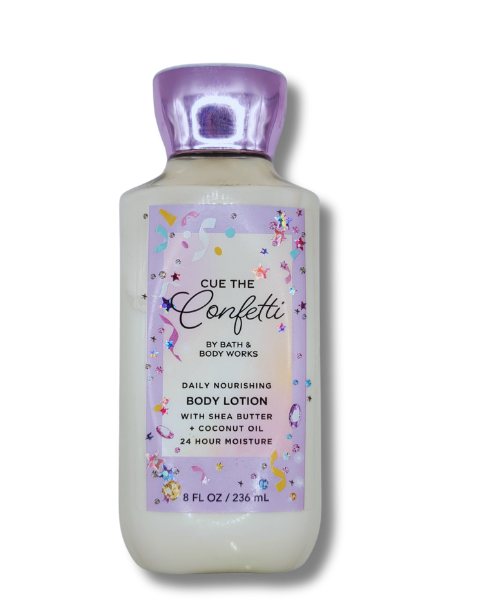 CUE THE
Confetti
BY BATH &
BODY WORKS
DAILY NOURISHING
BODY LOTION
WITH SHEA BUTTER
+ COCONUT OIL
24 HOUR MOISTURE
8 FL OZ / 236 mL